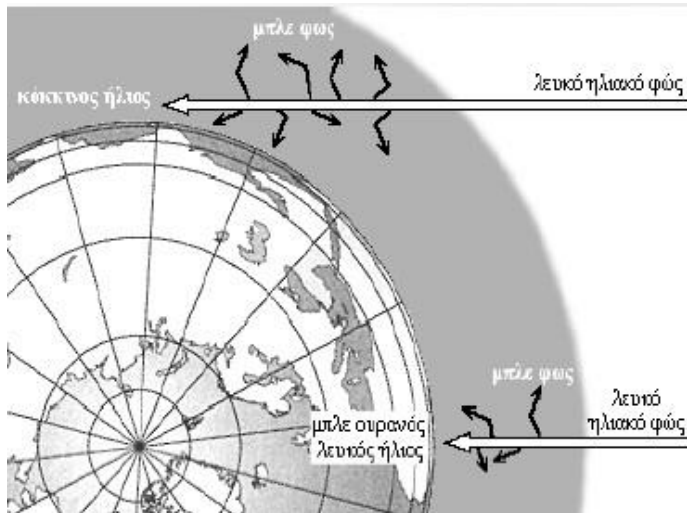 μπλε φως
λευκό ηλιακό φώς
κόκκινος ήλιος
μπλε φως
λευκό
ηλιακό φώς
μπλε ουρανός
λευκός ήλιος